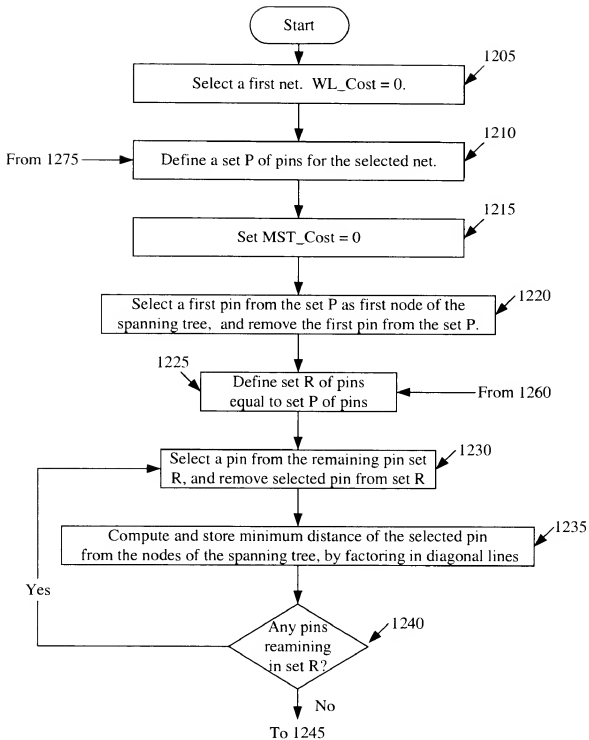 Start
1205
Select a first net. WL_Cost = 0.
1210
From 1275
Define a set P of pins for the selected net.
1215
Set MST_Cost = 0
1220
Select a first pin from the set P as first node of the
spanning tree, and remove the first pin from the set P.
1225
Define set R of pins
equal to set P of pins
From 1260
1230
Select a pin from the remaining pin set
R, and remove selected pin from set R
1235
Compute and store minimum distance of the selected pin
from the nodes of the spanning tree, by factoring in diagonal lines
Yes
1240
Any pins
reamining
in set R?
No
To 1245